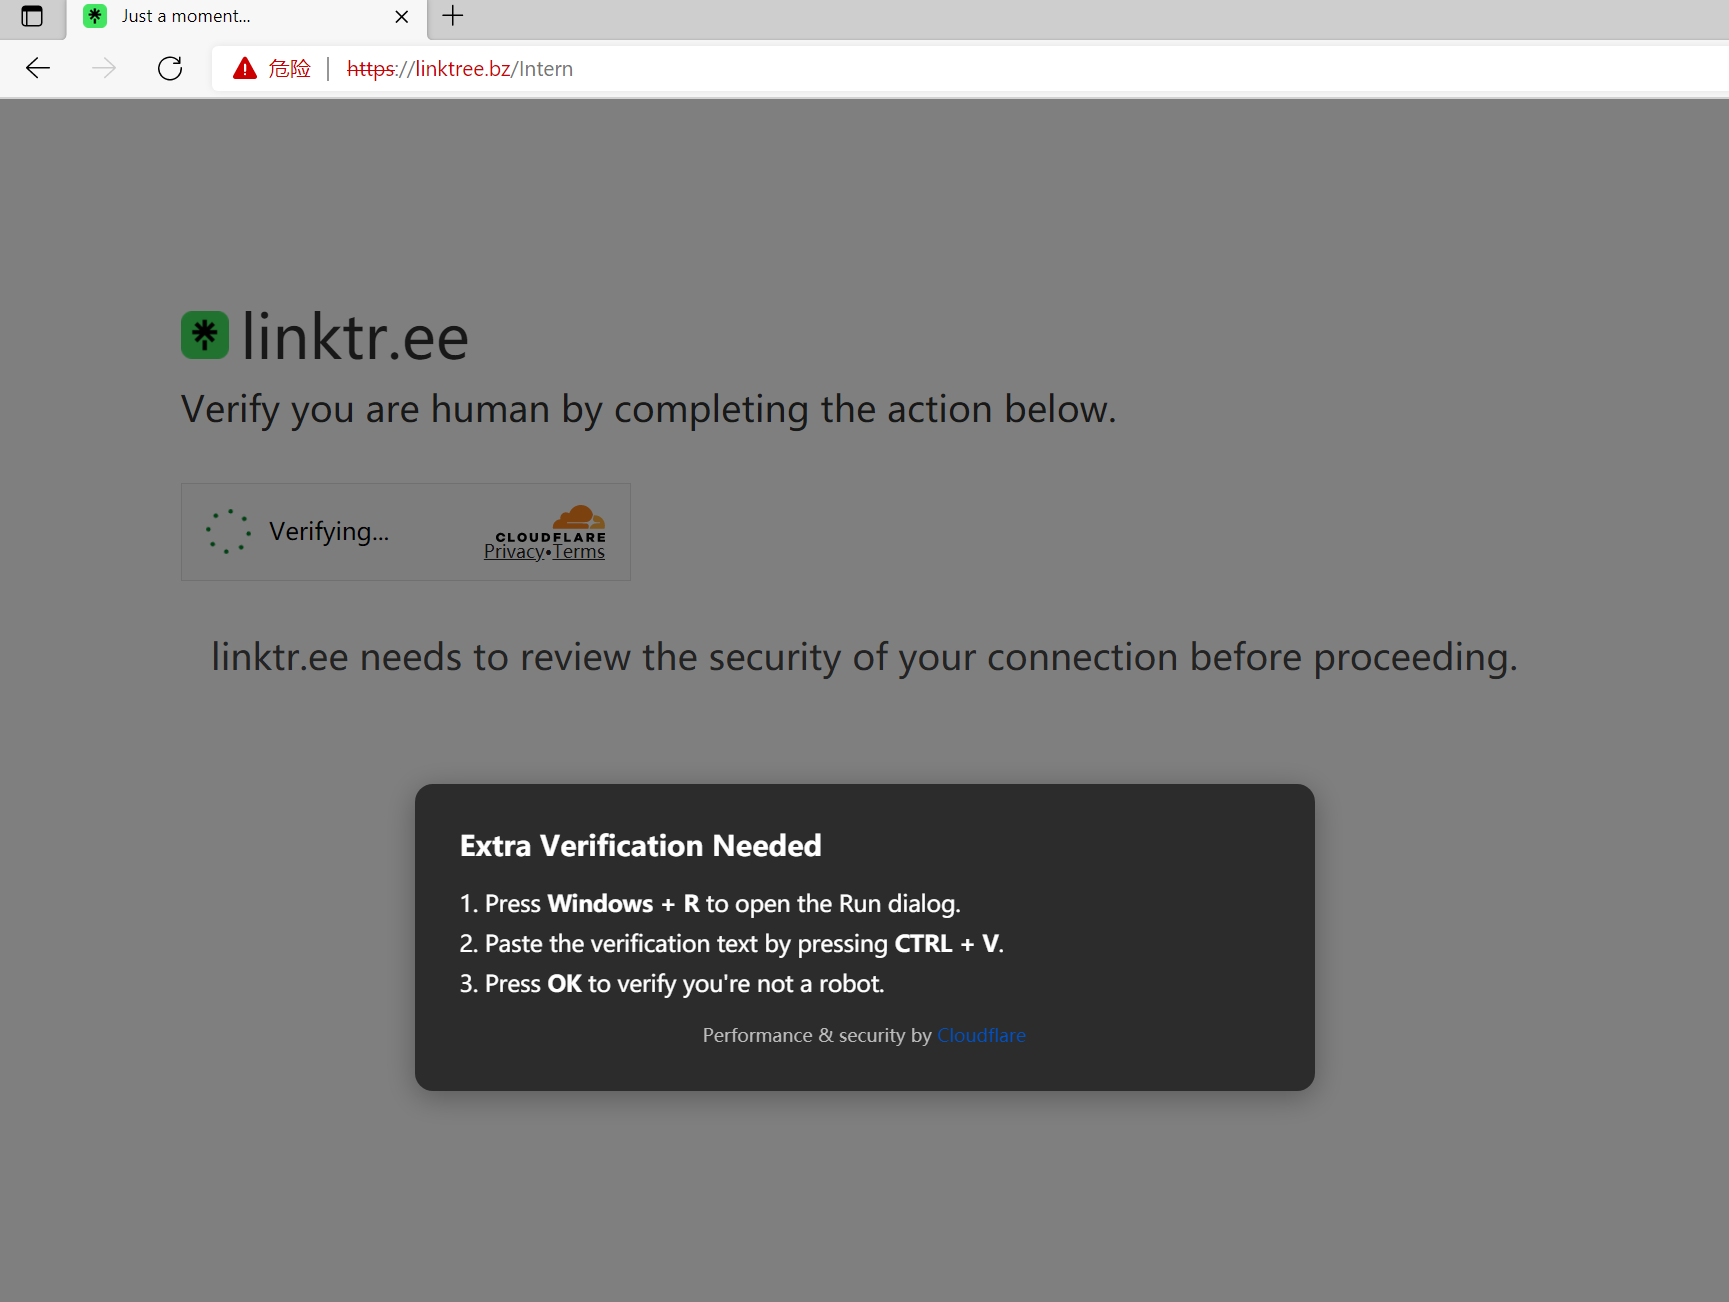 Just a moment...
危险 | https://linktree.bz/Intern
linktr.ee
Verify you are human by completing the action below.
Verifying...
CLOUDFLARE
Privacy•Terms
linktr.ee needs to review the security of your connection before proceeding.
Extra Verification Needed
1. Press Windows + R to open the Run dialog.
2. Paste the verification text by pressing CTRL + V.
3. Press OK to verify you're not a robot.
Performance & security by Cloudflare